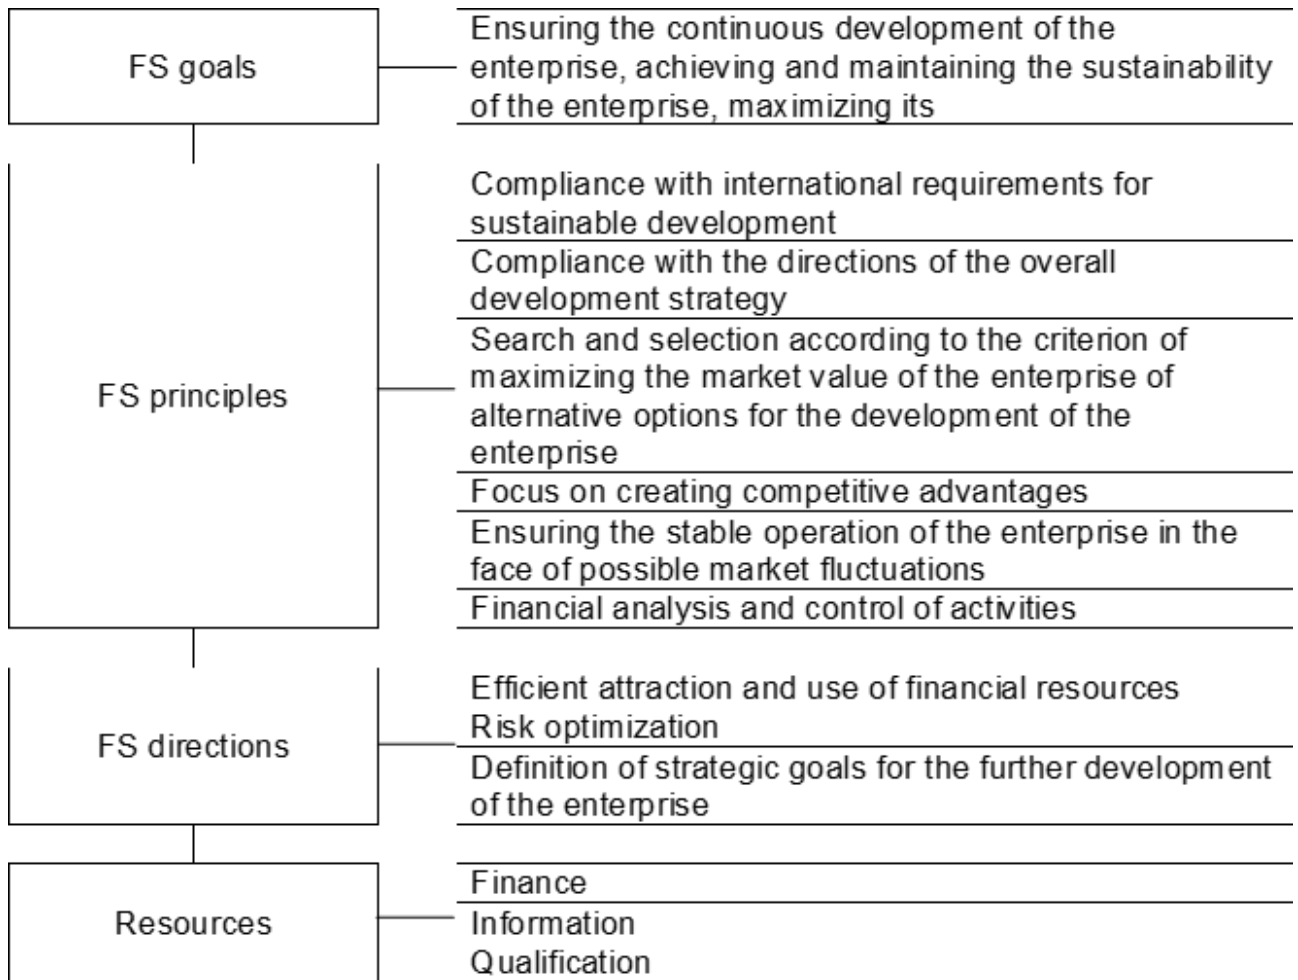 FS goals
Ensuring the continuous development of the
enterprise, achieving and maintaining the sustainability
of the enterprise, maximizing its
FS principles
Compliance with international requirements for
sustainable development
Compliance with the directions of the overall
development strategy
Search and selection according to the criterion of
maximizing the market value of the enterprise of
alternative options for the development of the
enterprise
Focus on creating competitive advantages
Ensuring the stable operation of the enterprise in the
face of possible market fluctuations
Financial analysis and control of activities
FS directions
Efficient attraction and use of financial resources
Risk optimization
Definition of strategic goals for the further development
of the enterprise
Resources
Finance
Information
Qualification